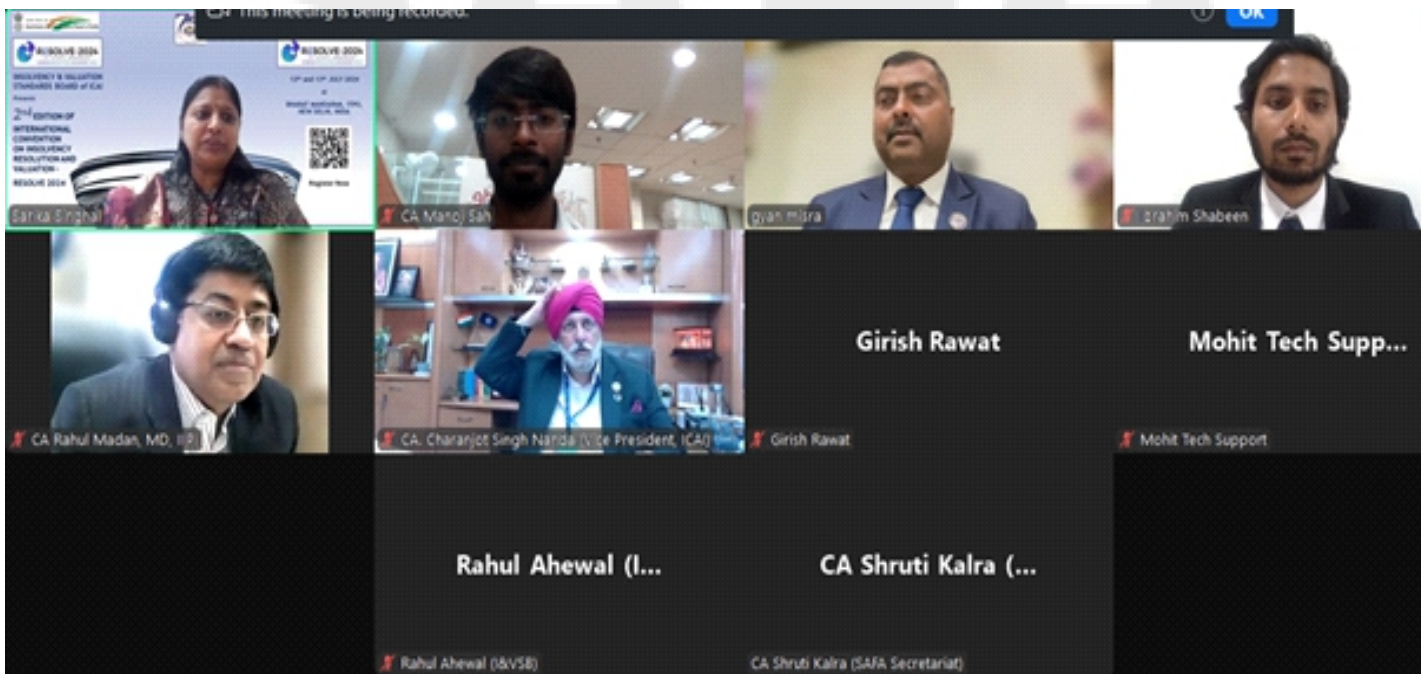 This meeting is being recorded.
OK
RESOLVE-2024
RESOLVE-2024
INSOLVENCY & VALUATION
STANDARDS BOARD of ICAI
Presents
2nd EDITION OF
INTERNATIONAL
CONVENTION
ON INSOLVENCY
RESOLUTION AND
VALUATION -
RESOLVE 2024
JULY 2024
NEW DELHI, INDIA
Register Now
Sarika Singhal
CA Manoj Sah
gyan misra
Ibrahim Shabeen
CA Rahul Madan, MD,
CA. Charanjot Singh Nanda (Vice President, ICAI)
Girish Rawat
Girish Rawat
Mohit Tech Supp...
Mohit Tech Support
Rahul Ahewal (I...
Rahul Ahewal (I&VSB)
CA Shruti Kalra (...
CA Shruti Kalra (SAFA Secretariat)